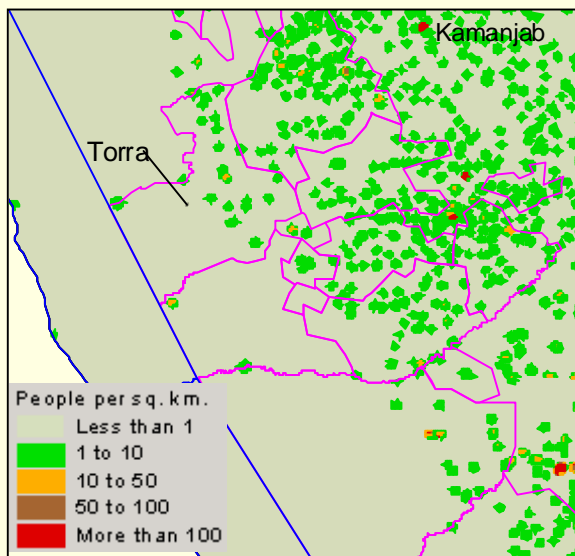 Kamanjab
Torra
People per sq. km.
Less than 1
1 to 10
10 to 50
50 to 100
More than 100